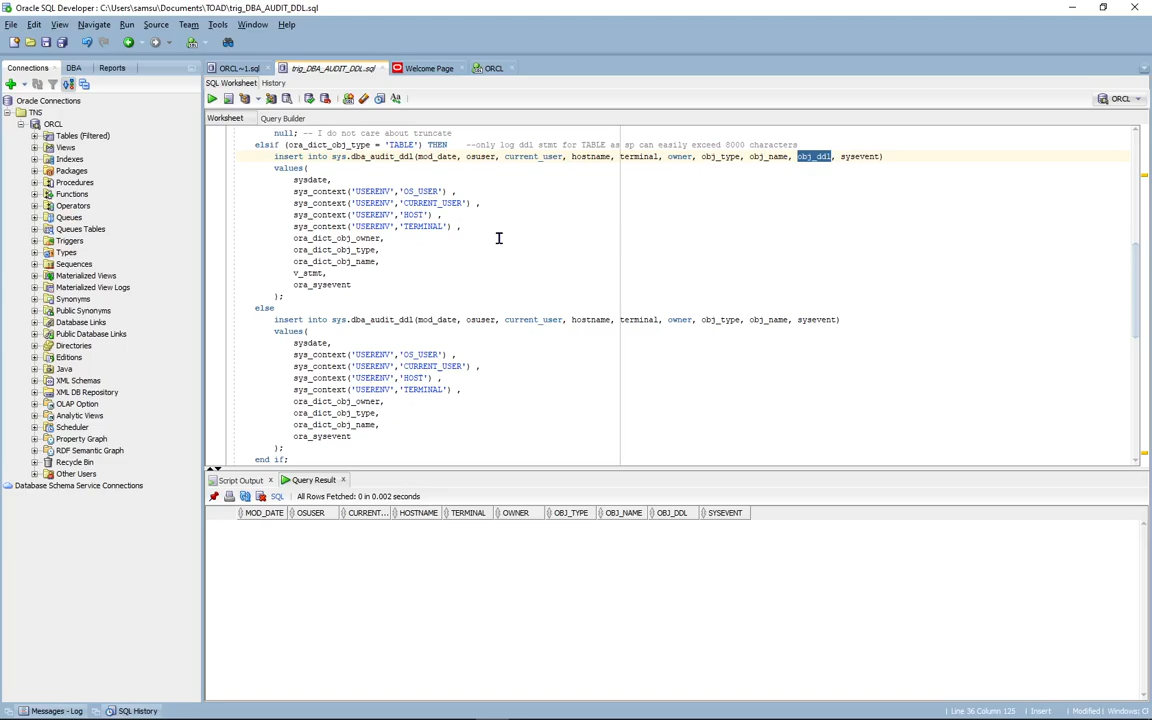 Oracle SQL Developer : C:\Users\samsu\Documents\TOAD\trig_DBA_AUDIT_DDL.sql
File Edit View Navigate Run Source Team Tools Window Help
Connections DBA Reports
ORCL~1.sql trig_DBA_AUDIT_DDL.sql Welcome Page ORCL
SQL Worksheet History
ORCL
Worksheet Query Builder
Oracle Connections
TNS
ORCL
Tables (Filtered)
Views
Indexes
Packages
Procedures
Functions
Operators
Queues
Queues Tables
Triggers
Types
Sequences
Materialized Views
Materialized View Logs
Synonyms
Public Synonyms
Database Links
Public Database Links
Directories
Editions
Java
XML Schemas
XML DB Repository
OLAP Option
Analytic Views
Scheduler
Property Graph
RDF Semantic Graph
Recycle Bin
Other Users
Database Schema Service Connections
null; -- I do not care about truncate
elsif (ora_dict_obj_type = 'TABLE') THEN --only log ddl stmt for TABLE as sp can easily exceed 8000 characters
insert into sys.dba_audit_ddl(mod_date, osuser, current_user, hostname, terminal, owner, obj_type, obj_name, obj_ddl, sysevent)
values(
sysdate,
sys_context('USERENV','OS_USER') ,
sys_context('USERENV','CURRENT_USER') ,
sys_context('USERENV','HOST') ,
sys_context('USERENV','TERMINAL') ,
ora_dict_obj_owner,
ora_dict_obj_type,
ora_dict_obj_name,
v_stmt,
ora_sysevent
);
else
insert into sys.dba_audit_ddl(mod_date, osuser, current_user, hostname, terminal, owner, obj_type, obj_name, sysevent)
values(
sysdate,
sys_context('USERENV','OS_USER') ,
sys_context('USERENV','CURRENT_USER') ,
sys_context('USERENV','HOST') ,
sys_context('USERENV','TERMINAL') ,
ora_dict_obj_owner,
ora_dict_obj_type,
ora_dict_obj_name,
ora_sysevent
);
end if;
Script Output Query Result
SQL All Rows Fetched: 0 in 0.002 seconds
MOD_DATE OSUSER CURRENT... HOSTNAME TERMINAL OWNER OBJ_TYPE OBJ_NAME OBJ_DDL SYSEVENT
Messages - Log SQL History
Line 36 Column 125 Insert Modified Windows: Cl